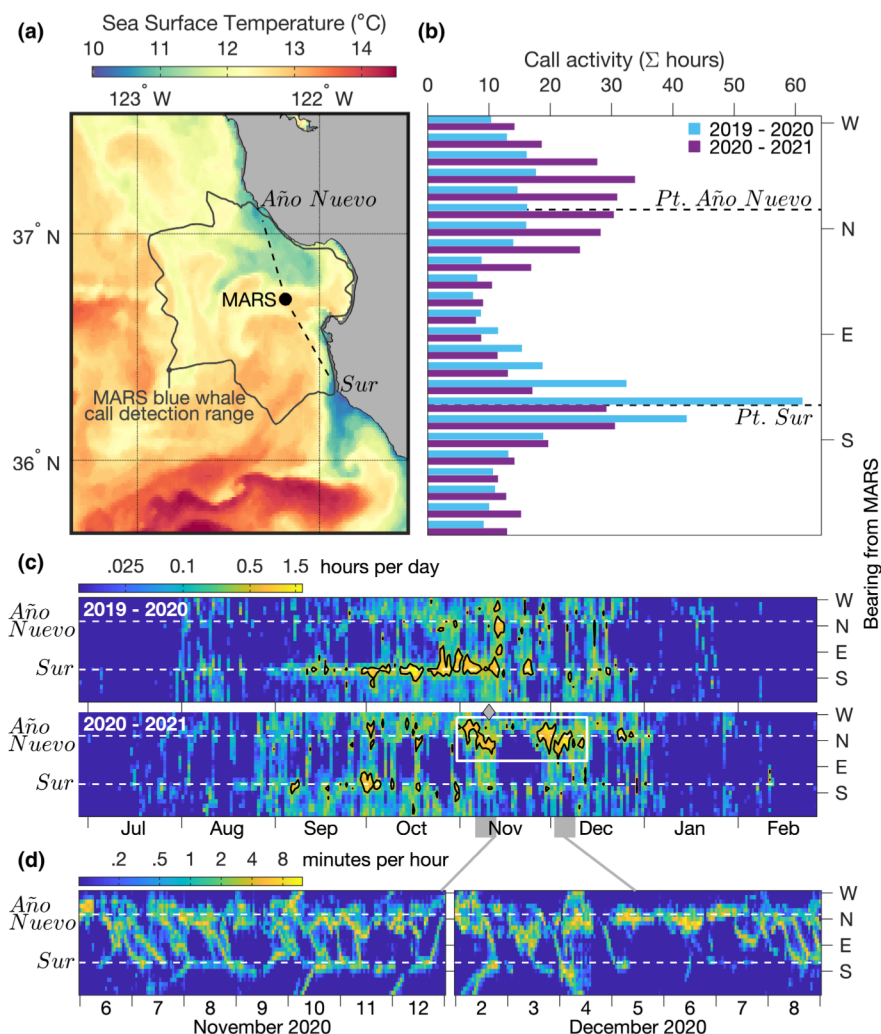 (a)
Sea Surface Temperature (°C)
10 11 12 13 14
123° W 122° W
37° N
36° N
Año Nuevo
MARS
Sur
MARS blue whale
call detection range
(b)
Call activity (Σ hours)
0 10 20 30 40 50 60
2019 - 2020
2020 - 2021
W
Pt. Año Nuevo
N
E
Pt. Sur
S
Bearing from MARS
(c)
.025 0.1 0.5 1.5 hours per day
2019 - 2020
Año
Nuevo
Sur
W
N
E
S
2020 - 2021
Año
Nuevo
Sur
W
N
E
S
Jul Aug Sep Oct Nov Dec Jan Feb
(d)
.2 .5 1 2 4 8 minutes per hour
Año
Nuevo
Sur
W
N
E
S
6 7 8 9 10 11 12 2 3 4 5 6 7 8
November 2020 December 2020